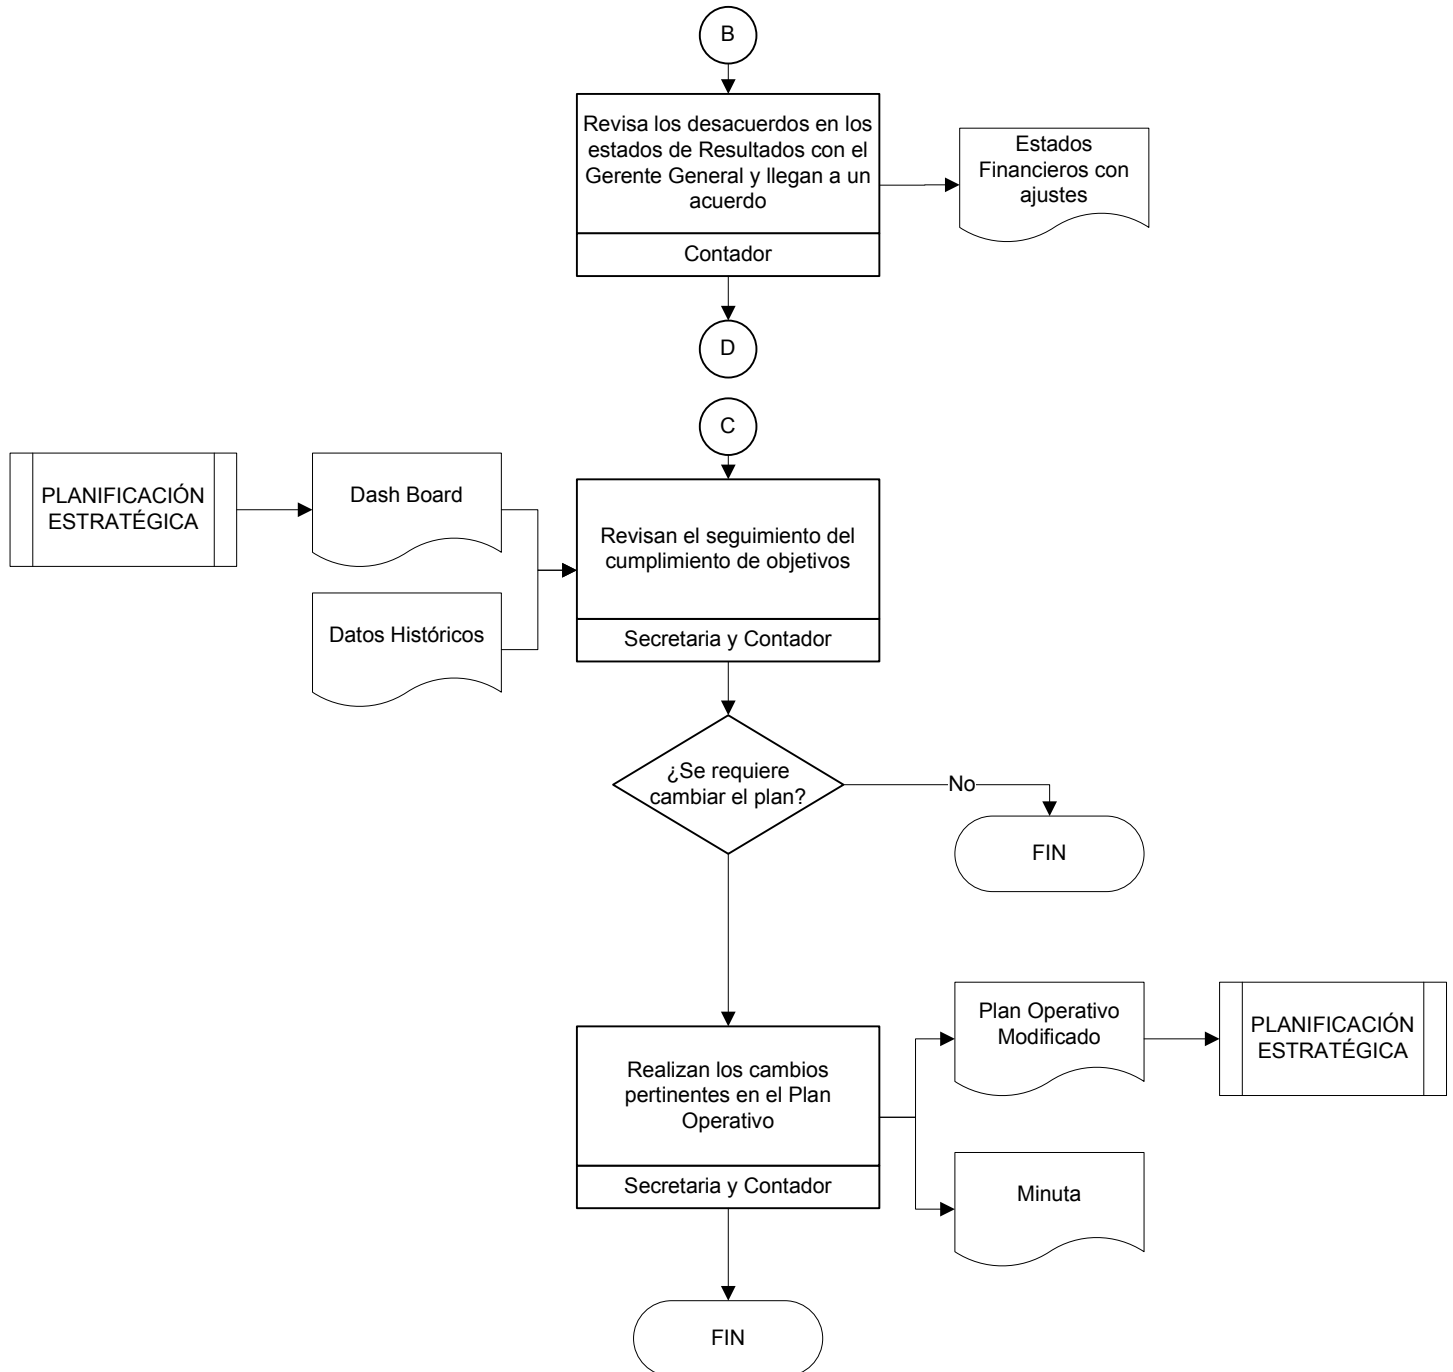 B
Revisa los desacuerdos en los
estados de Resultados con el
Gerente General y llegan a un
acuerdo
Contador
Estados
Financieros con
ajustes
D
C
PLANIFICACIÓN
ESTRATÉGICA
Dash Board
Datos Históricos
Revisan el seguimiento del
cumplimiento de objetivos
Secretaria y Contador
¿Se requiere
cambiar el plan?
No
FIN
Realizan los cambios
pertinentes en el Plan
Operativo
Secretaria y Contador
Plan Operativo
Modificado
PLANIFICACIÓN
ESTRATÉGICA
Minuta
FIN